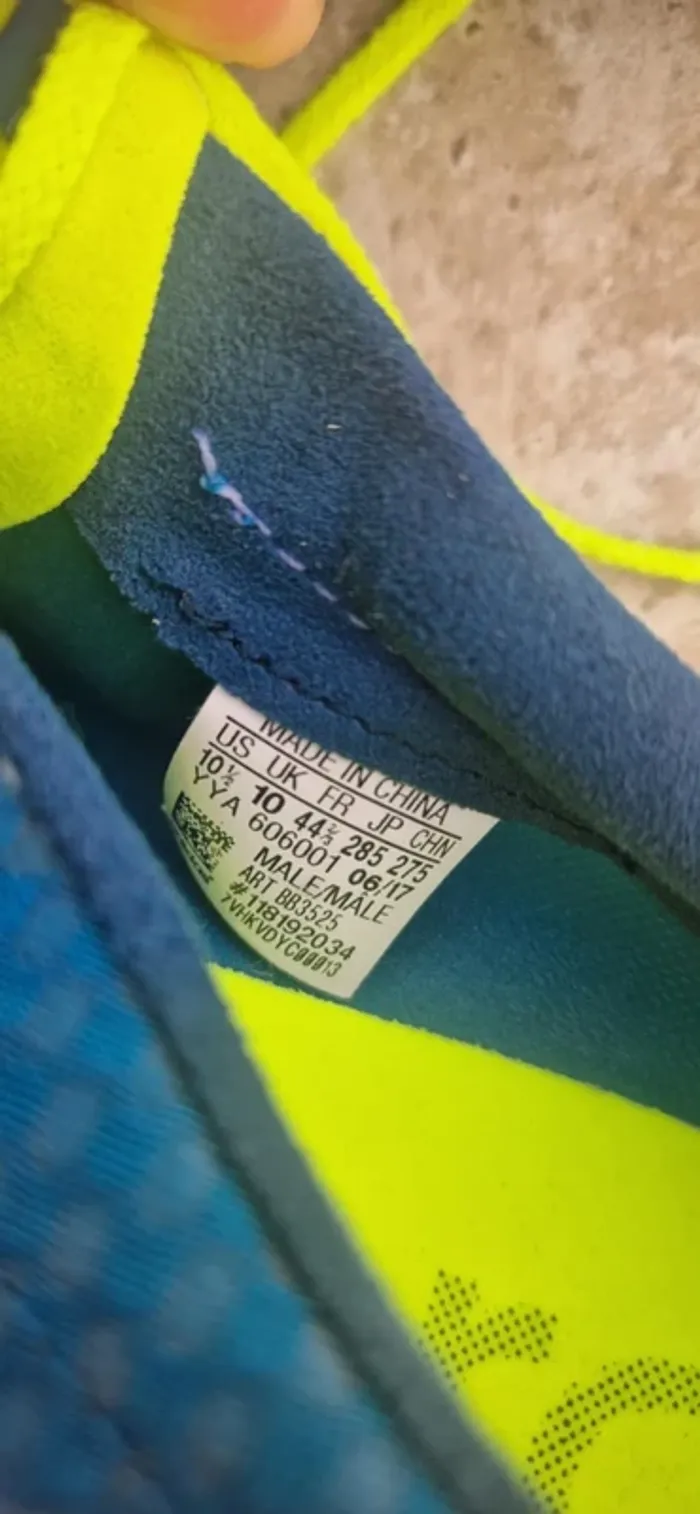 MADE IN CHINA
US UK FR JP CHN
10½ 10 44⅔ 285 275
YYA 606001 06/17
MALE/MÂLE
ART BB3525
#118192034
7VHKVDYC00013